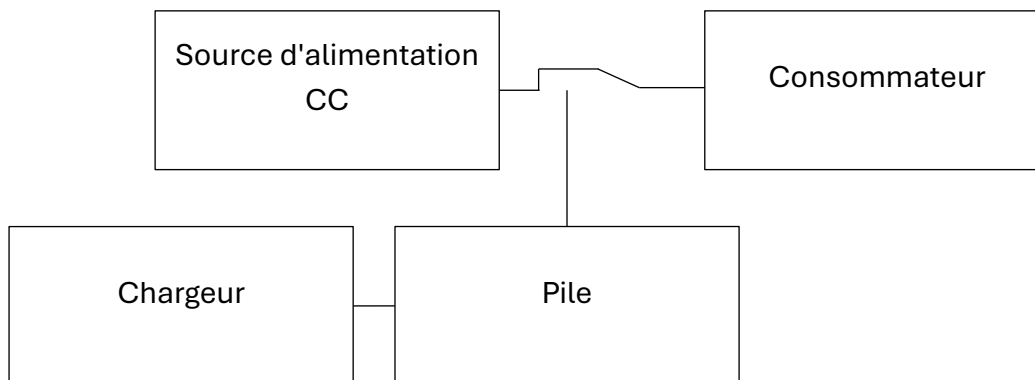 Source d'alimentation
CC
Consommateur
Chargeur
Pile